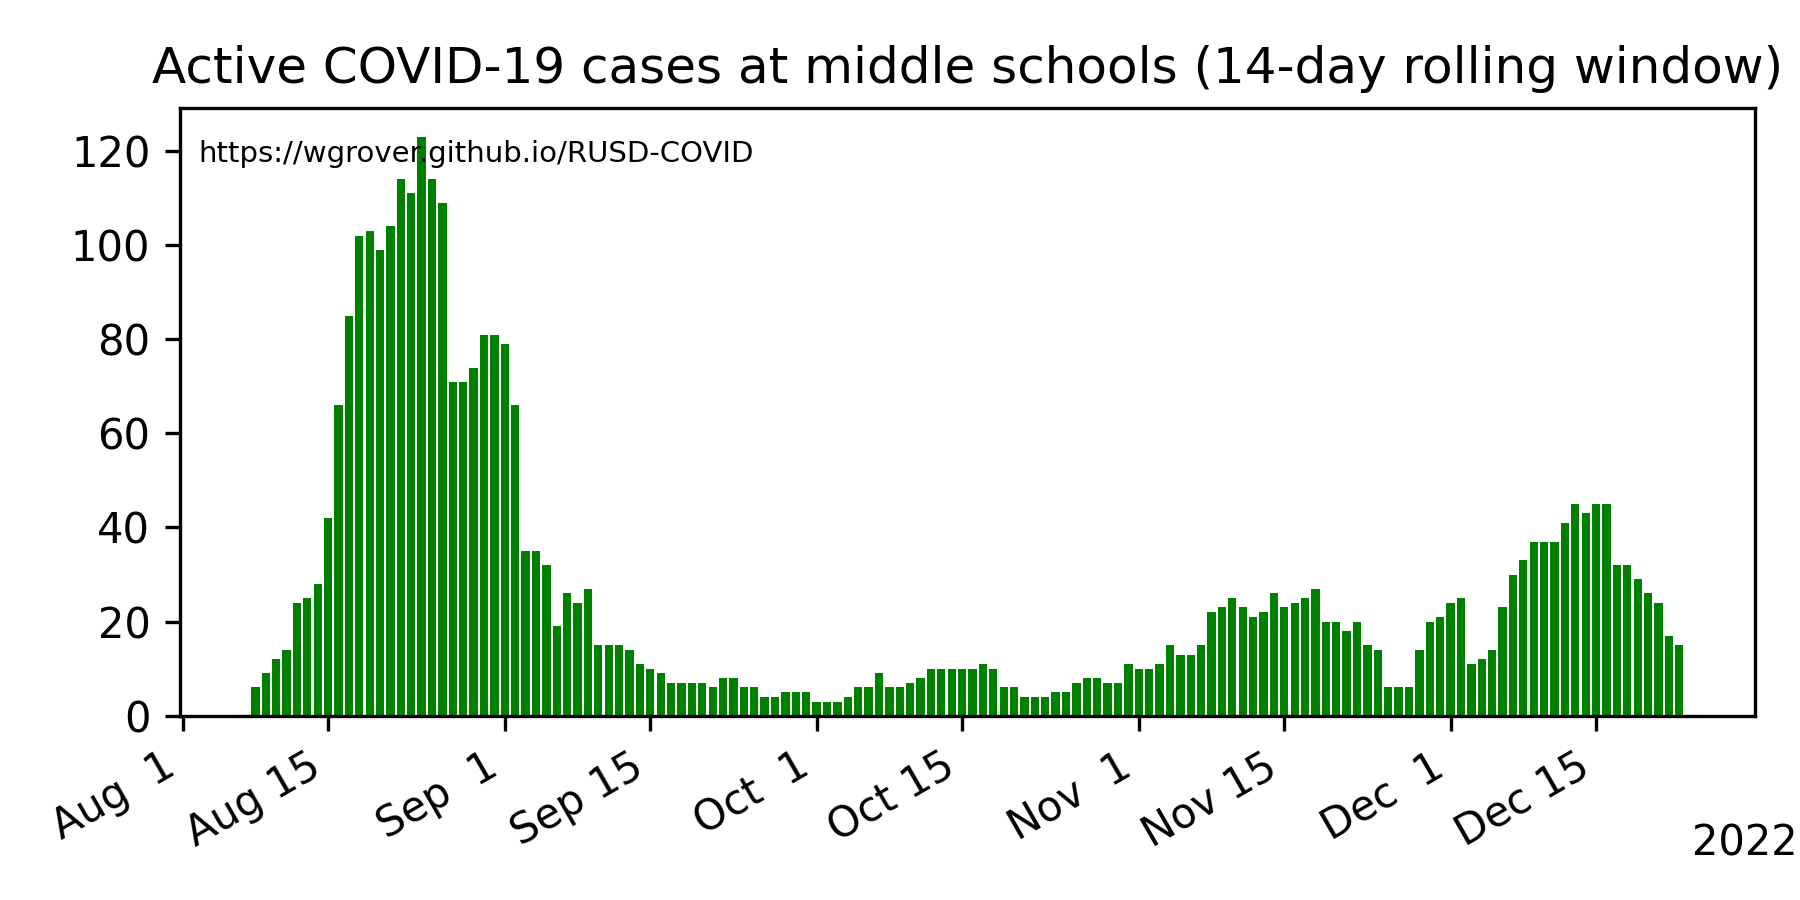 Active COVID-19 cases at middle schools (14-day rolling window)
https://wgrover.github.io/RUSD-COVID
120
100
80
60
40
20
0
Aug 1
Aug 15
Sep 1
Sep 15
Oct 1
Oct 15
Nov 1
Nov 15
Dec 1
Dec 15
2022